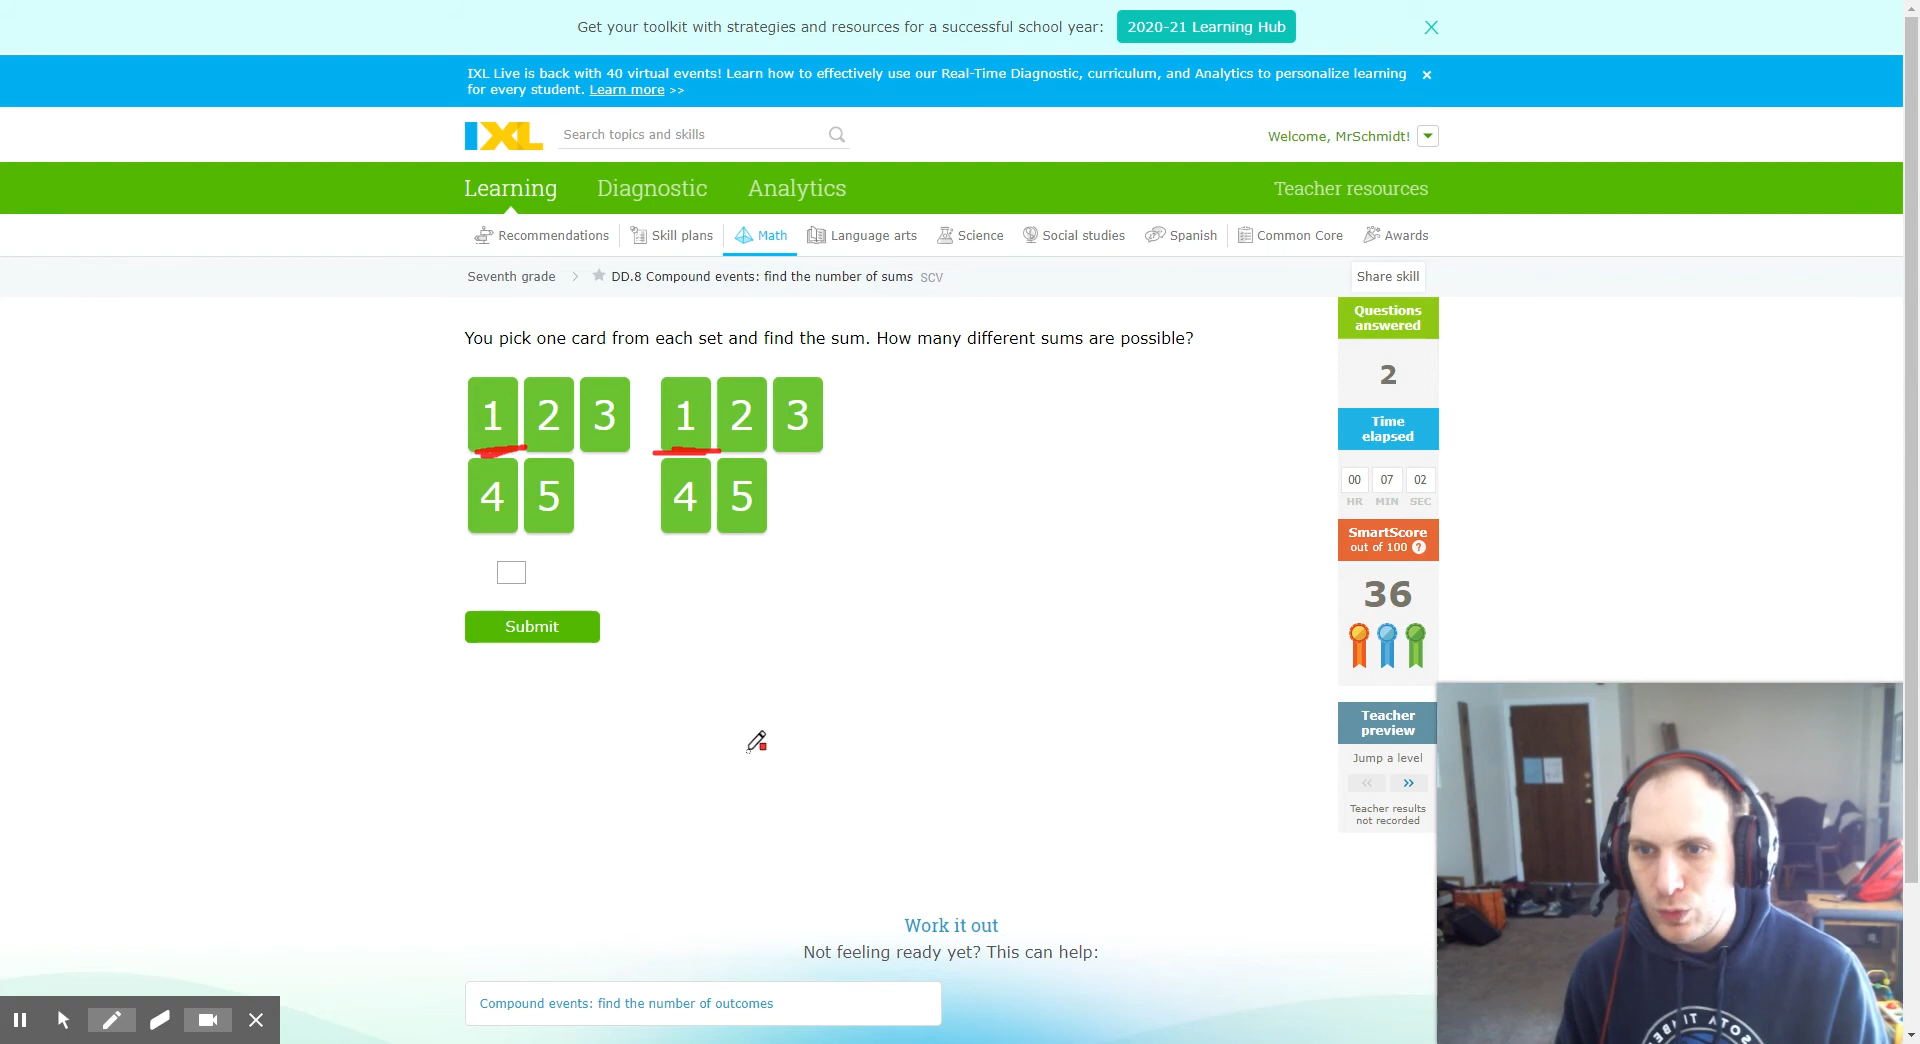 Get your toolkit with strategies and resources for a successful school year:
2020-21 Learning Hub
IXL Live is back with 40 virtual events! Learn how to effectively use our Real-Time Diagnostic, curriculum, and Analytics to personalize learning
for every student. Learn more >>
IXL
Search topics and skills
Welcome, MrSchmidt!
Learning
Diagnostic
Analytics
Teacher resources
Recommendations
Skill plans
Math
Language arts
Science
Social studies
Spanish
Common Core
Awards
Seventh grade
DD.8 Compound events: find the number of sums SCV
Share skill
You pick one card from each set and find the sum. How many different sums are possible?
1 2 3
4 5
1 2 3
4 5
Submit
Questions
answered
2
Time
elapsed
00 07 02
HR MIN SEC
SmartScore
out of 100 ?
36
Teacher
preview
Jump a level
<< >>
Teacher results
not recorded
Work it out
Not feeling ready yet? This can help:
Compound events: find the number of outcomes